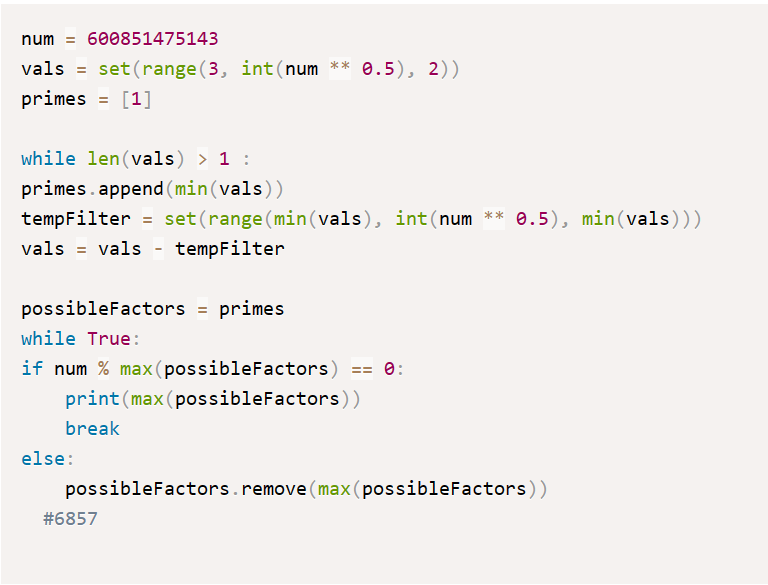 num = 600851475143
vals = set(range(3, int(num ** 0.5), 2))
primes = [1]

while len(vals) > 1 :
primes.append(min(vals))
tempFilter = set(range(min(vals), int(num ** 0.5), min(vals)))
vals = vals - tempFilter

possibleFactors = primes
while True:
if num % max(possibleFactors) == 0:
    print(max(possibleFactors))
    break
else:
    possibleFactors.remove(max(possibleFactors))
  #6857